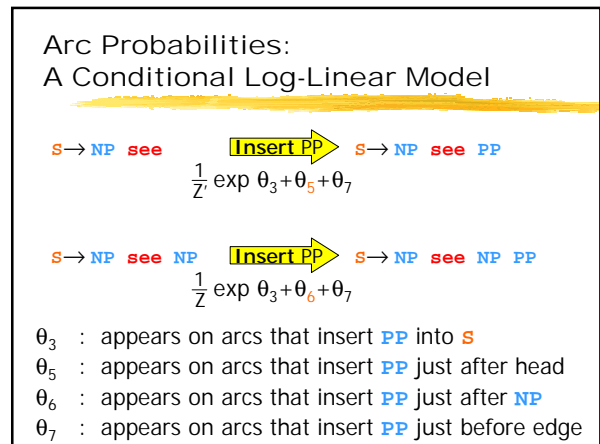 Arc Probabilities:
A Conditional Log-Linear Model
S→ NP see Insert PP S→ NP see PP
1/Z' exp θ₃+θ₅+θ₇
S→ NP see NP Insert PP S→ NP see NP PP
1/Z exp θ₃+θ₆+θ₇
θ₃ : appears on arcs that insert PP into S
θ₅ : appears on arcs that insert PP just after head
θ₆ : appears on arcs that insert PP just after NP
θ₇ : appears on arcs that insert PP just before edge